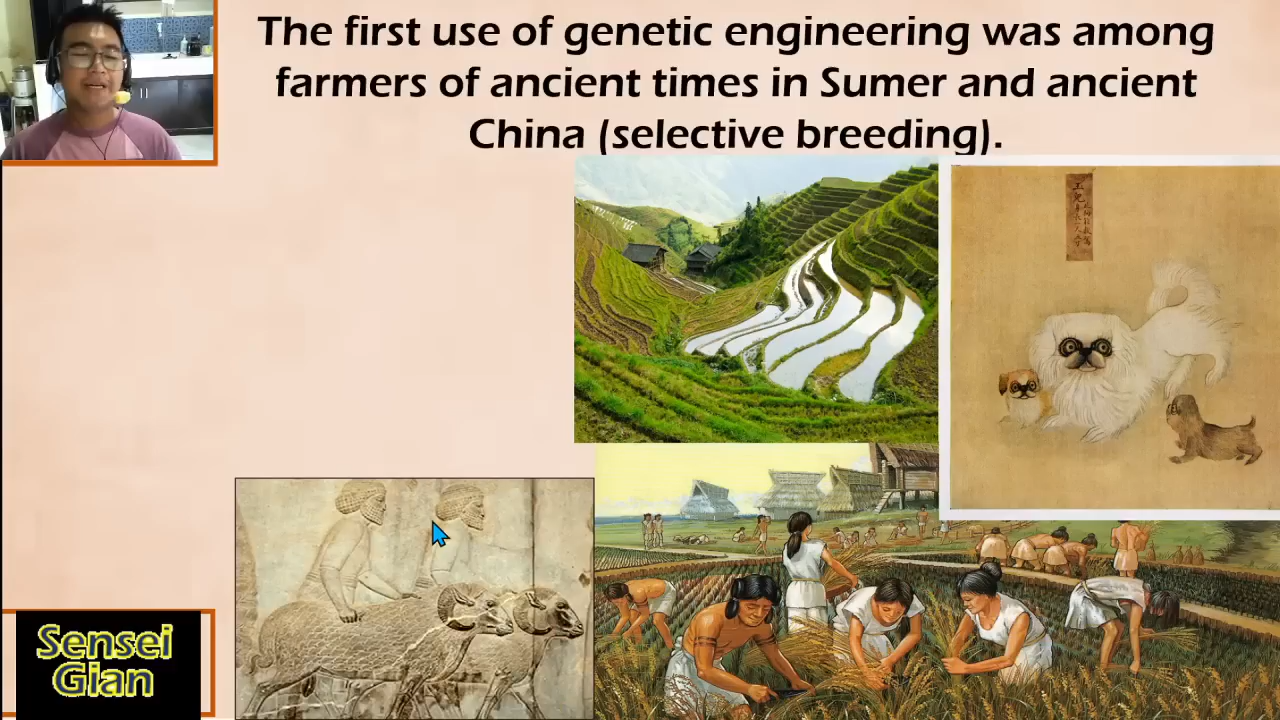 The first use of genetic engineering was among
farmers of ancient times in Sumer and ancient
China (selective breeding).
Sensei
Gian